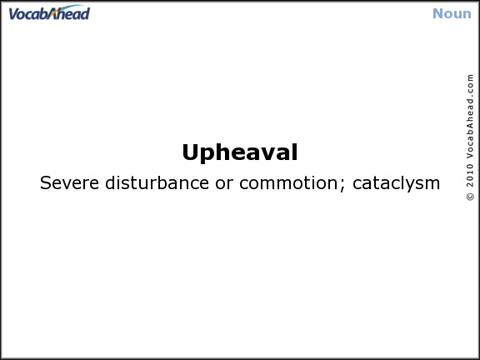 VocabAhead
Noun
Upheaval
Severe disturbance or commotion; cataclysm
© 2010 VocabAhead.com